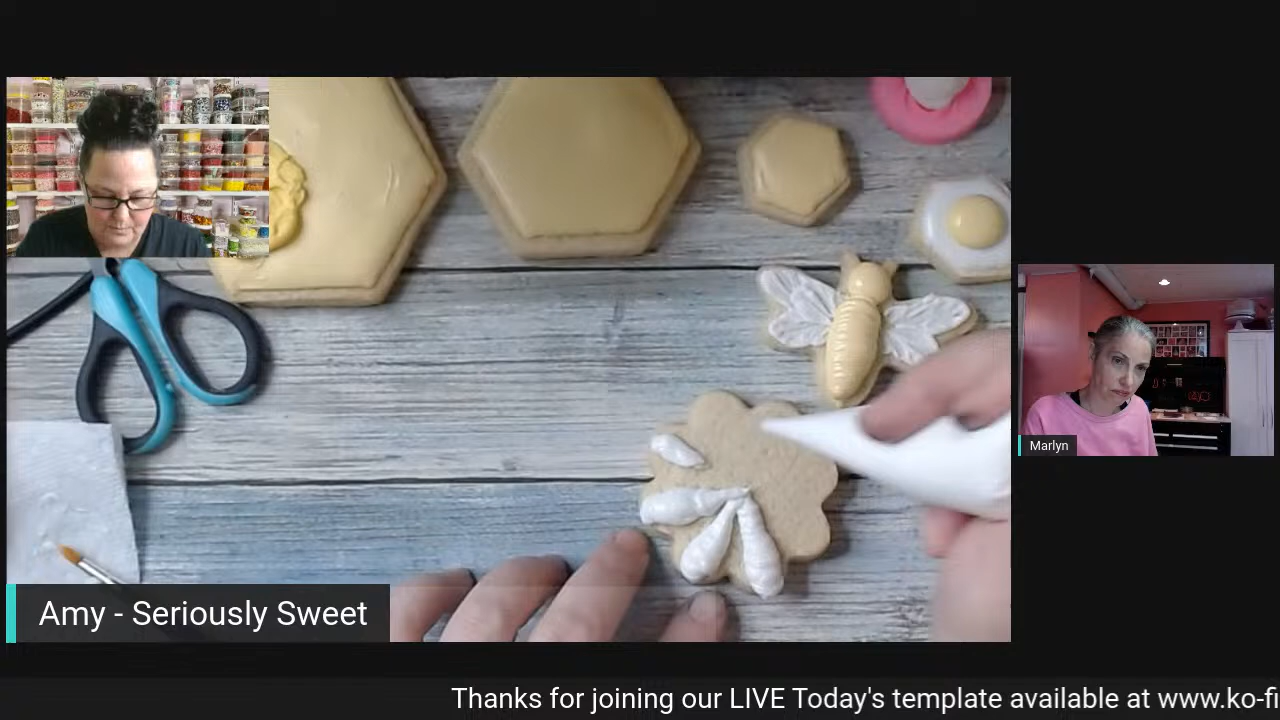 Marlyn
Amy - Seriously Sweet
Thanks for joining our LIVE Today's template available at www.ko-fi